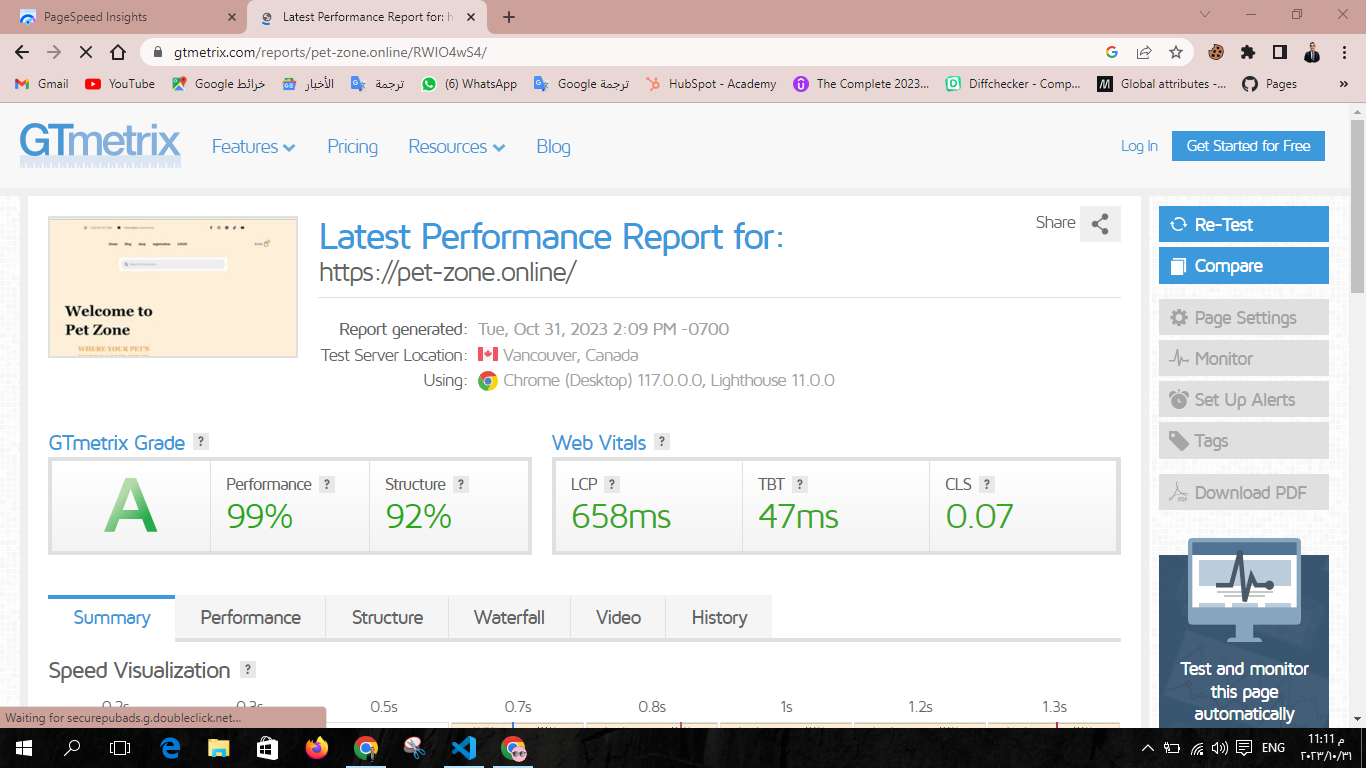 PageSpeed Insights
Latest Performance Report for: h
gtmetrix.com/reports/pet-zone.online/RWIO4wS4/
Gmail
YouTube
خرائط Google
الأخبار
ترجمة
(6) WhatsApp
ترجمة Google
HubSpot - Academy
The Complete 2023...
Diffchecker - Comp...
Global attributes -...
Pages
»
GTmetrix
Features
Pricing
Resources
Blog
Log In
Get Started for Free
Welcome to
Pet Zone
WHERE YOUR PET'S
Latest Performance Report for:
https://pet-zone.online/
Share
Report generated: Tue, Oct 31, 2023 2:09 PM -0700
Test Server Location: Vancouver, Canada
Using: Chrome (Desktop) 117.0.0.0, Lighthouse 11.0.0
Re-Test
Compare
Page Settings
Monitor
Set Up Alerts
Tags
Download PDF
GTmetrix Grade ?
A
Performance ?
99%
Structure ?
92%
Web Vitals ?
LCP ?
658ms
TBT ?
47ms
CLS ?
0.07
Summary
Performance
Structure
Waterfall
Video
History
Speed Visualization ?
0.2s 0.3s 0.5s 0.7s 0.8s 1s 1.2s 1.3s
Test and monitor
this page
automatically
Waiting for securepubads.g.doubleclick.net...
ENG
١١:١١ م
٢٠٢٣/١٠/٣١